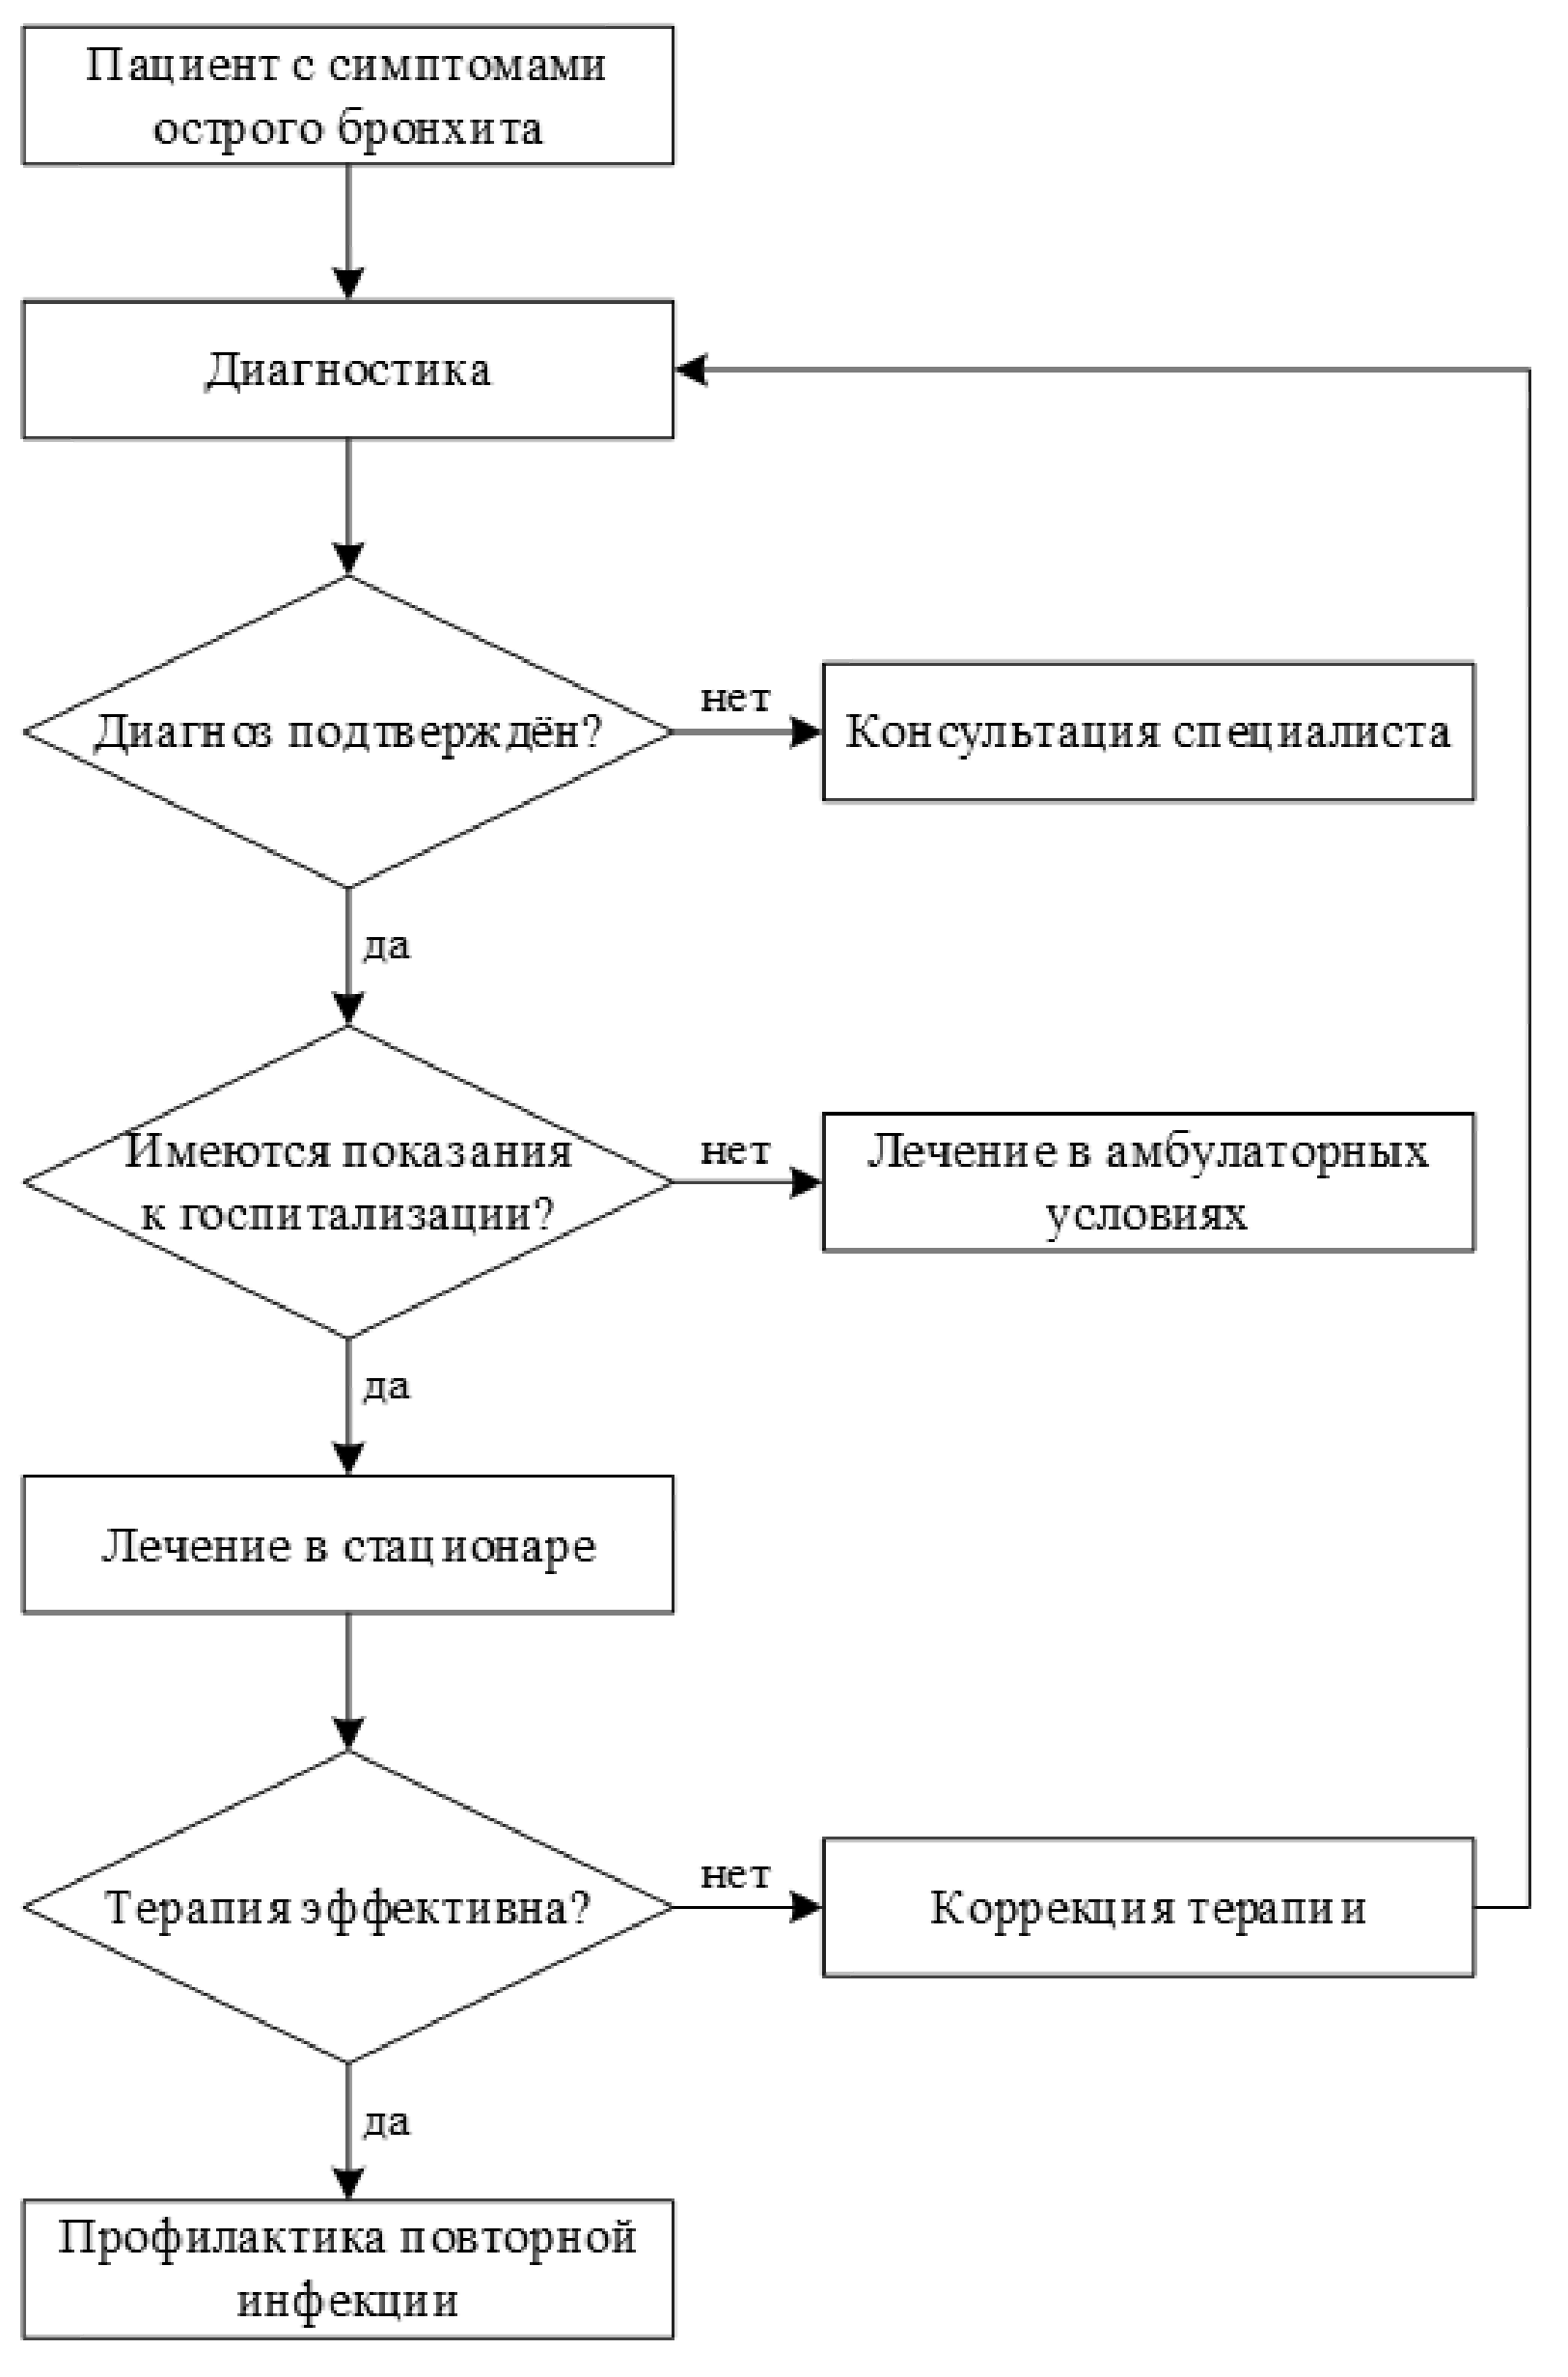 Пациент с симптомами
острого бронхита
Диагностика
Диагноз подтверждён?
нет
Консультация специалиста
да
Имеются показания
к госпитализации?
нет
Лечение в амбулаторных
условиях
да
Лечение в стационаре
Терапия эффективна?
нет
Коррекция терапии
да
Профилактика повторной
инфекции